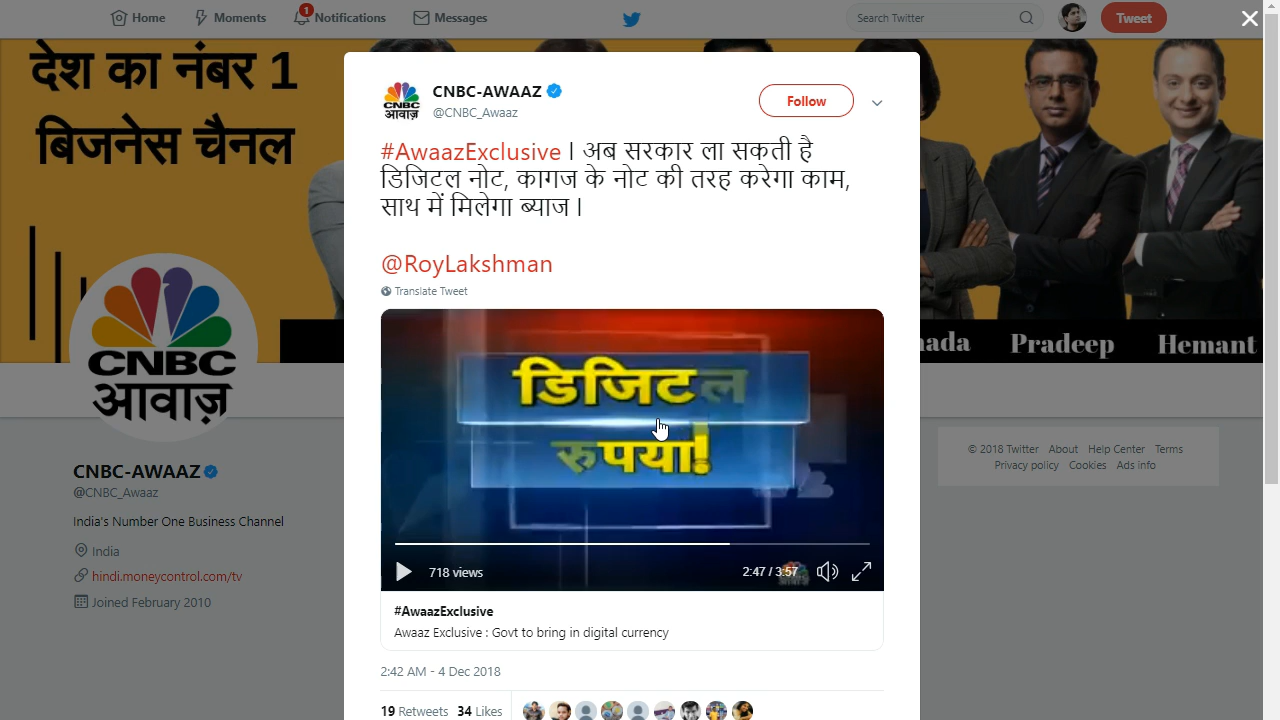 Home
Moments
1
Notifications
Messages
Search Twitter
Tweet
देश का नंबर 1
बिजनेस चैनल
CNBC
आवाज़
nada
Pradeep
Hemant
CNBC-AWAAZ
@CNBC_Awaaz
India's Number One Business Channel
India
hindi.moneycontrol.com/tv
Joined February 2010
CNBC
आवाज़
CNBC-AWAAZ
@CNBC_Awaaz
Follow
#AwaazExclusive । अब सरकार ला सकती है
डिजिटल नोट, कागज के नोट की तरह करेगा काम,
साथ में मिलेगा ब्याज ।
@RoyLakshman
Translate Tweet
डिजिटल
रुपया!
718 views
2:47 / 3:57
#AwaazExclusive
Awaaz Exclusive : Govt to bring in digital currency
2:42 AM - 4 Dec 2018
19 Retweets 34 Likes
© 2018 Twitter About Help Center Terms
Privacy policy Cookies Ads info